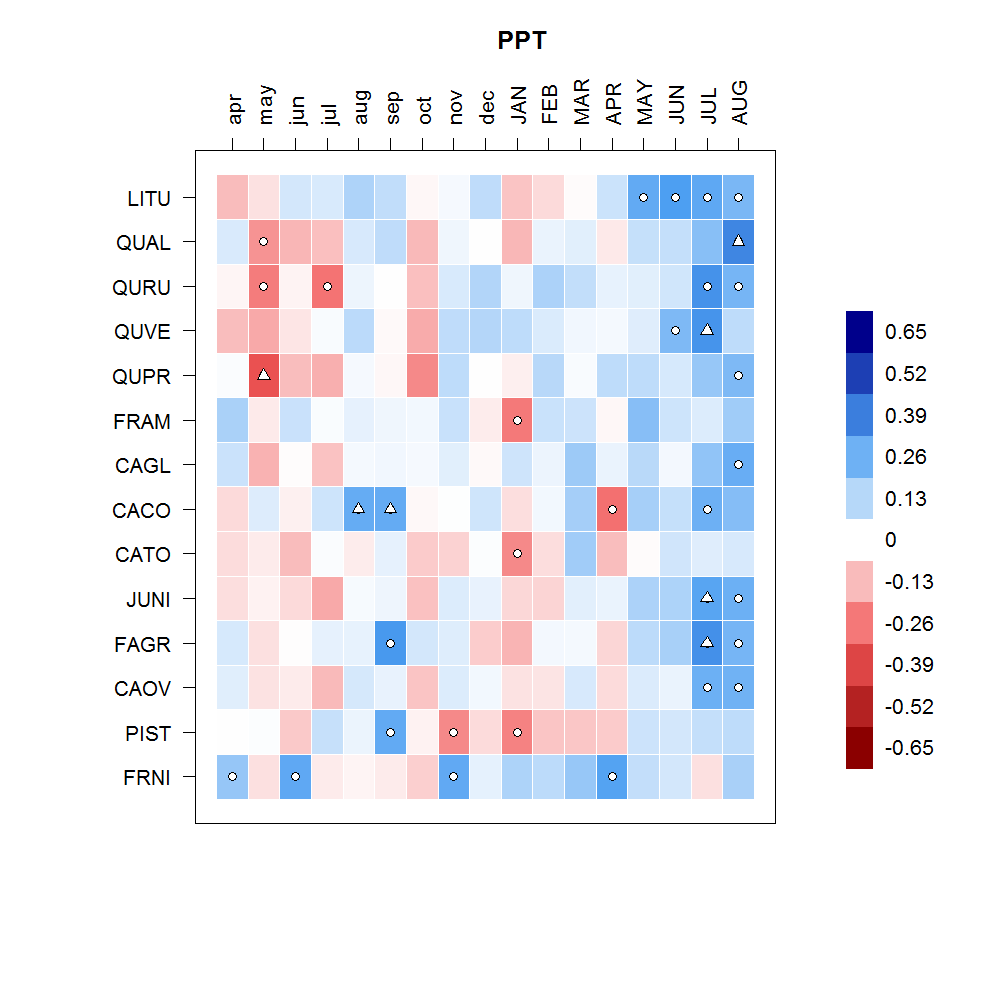 PPT
apr may jun jul aug sep oct nov dec JAN FEB MAR APR MAY JUN JUL AUG
LITU
QUAL
QURU
QUVE
QUPR
FRAM
CAGL
CACO
CATO
JUNI
FAGR
CAOV
PIST
FRNI
0.65
0.52
0.39
0.26
0.13
0
-0.13
-0.26
-0.39
-0.52
-0.65